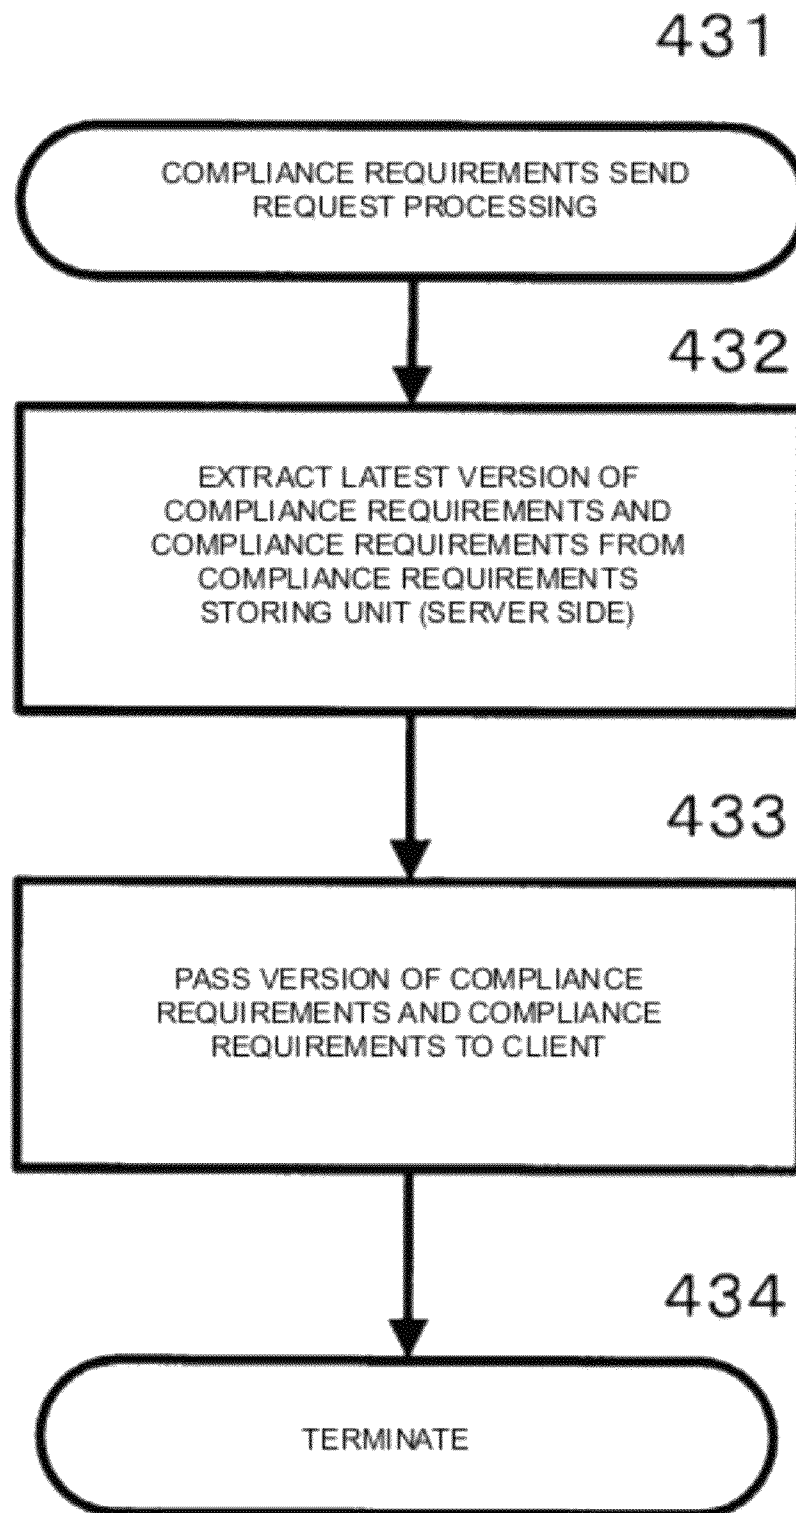 431
COMPLIANCE REQUIREMENTS SEND
REQUEST PROCESSING
432
EXTRACT LATEST VERSION OF
COMPLIANCE REQUIREMENTS AND
COMPLIANCE REQUIREMENTS FROM
COMPLIANCE REQUIREMENTS
STORING UNIT (SERVER SIDE)
433
PASS VERSION OF COMPLIANCE
REQUIREMENTS AND COMPLIANCE
REQUIREMENTS TO CLIENT
434
TERMINATE